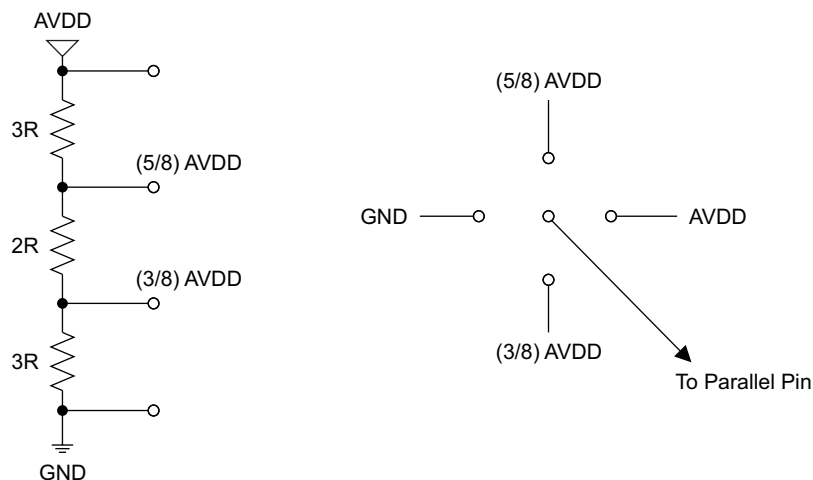 AVDD
3R
(5/8) AVDD
2R
(3/8) AVDD
3R
GND
(5/8) AVDD
GND
AVDD
(3/8) AVDD
To Parallel Pin